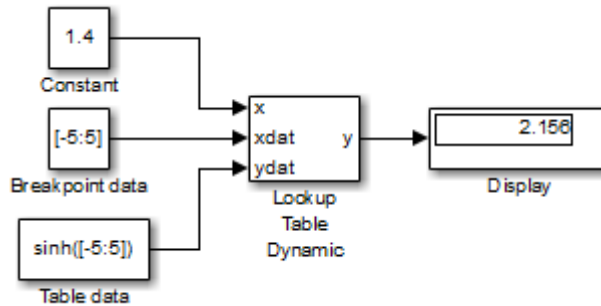 1.4
Constant
[-5:5]
Breakpoint data
sinh([-5:5])
Table data
x
xdat
ydat
y
Lookup
Table
Dynamic
2.156
Display